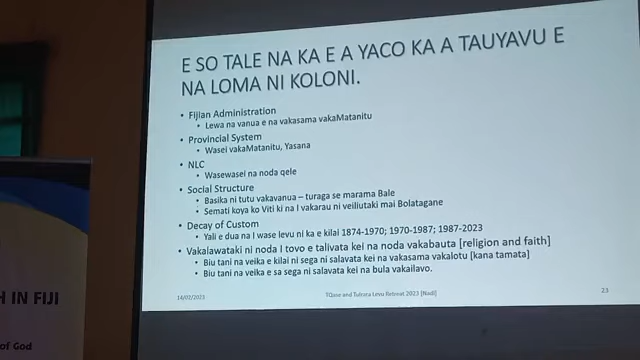 E SO TALE NA KA E A YACO KA A TAUYAVU E
NA LOMA NI KOLONI.
• Fijian Administration
• Lewa na vanua e na vakasama vakaMatanitu
• Provincial System
• Wasei vakaMatanitu, Yasana
• NLC
• Wasewasei na noda qele
• Social Structure
• Basika ni tutu vakavanua – turaga se marama Bale
• Semati koya ko Viti ki na I vakarau ni veiliutaki mai Bolatagane
• Decay of Custom
• Yali e dua na I wase levu ni ka e kilai 1874-1970; 1970-1987; 1987-2023
• Vakalawataki ni noda I tovo e talivata kei na noda vakabauta [religion and faith]
• Biu tani na veika e kilai ni sega ni salavata kei na vakasama vakalotu [kana tamata]
• Biu tani na veika e sa sega ni salavata kei na bula vakailavo.
14/02/2023
and Turaga Levu Retreat 2023 [Nadi]
23
H IN FIJI
of God